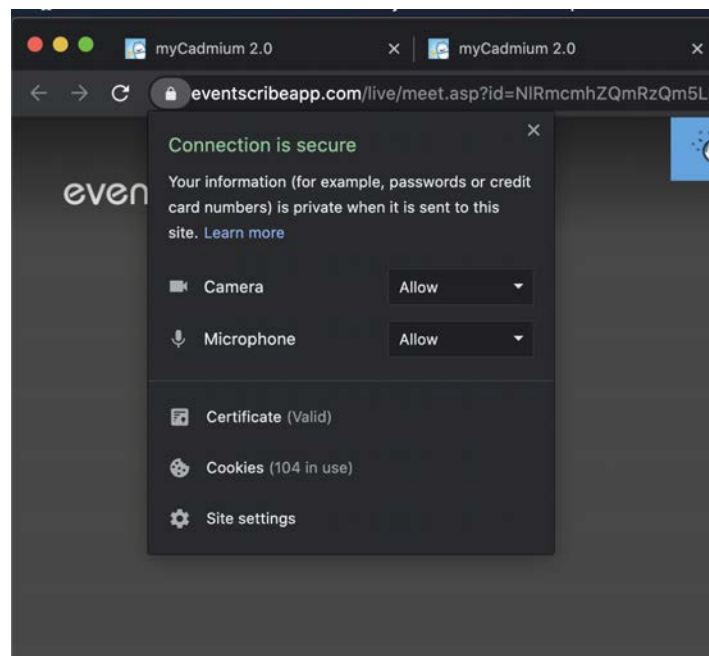 myCadmium 2.0
myCadmium 2.0
eventscribeapp.com/live/meet.asp?id=NlRmcmhZQmRzQm5L
even
Connection is secure
Your information (for example, passwords or credit
card numbers) is private when it is sent to this
site. Learn more
Camera Allow
Microphone Allow
Certificate (Valid)
Cookies (104 in use)
Site settings